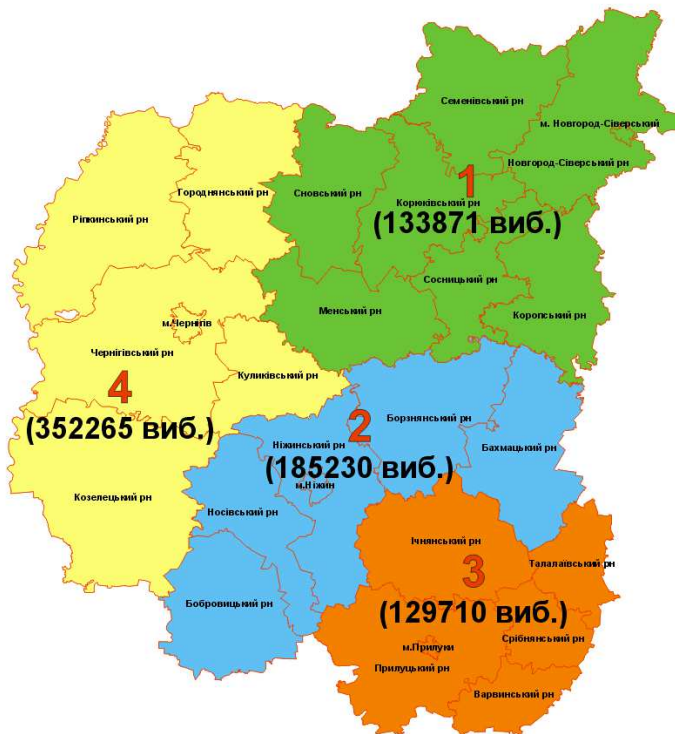 Семенівський рн
м. Новгород-Сіверський
Новгород-Сіверський рн
Городнянський рн
Сновський рн
1
Корюківський рн
(133871 виб.)
Ріпкинський рн
Сосницький рн
Менський рн
Коропський рн
м.Чернігів
Чернігівський рн
Куликівський рн
4
(352265 виб.)
Борзнянський рн
2
Ніжинський рн
Бахмацький рн
(185230 виб.)
м.Ніжин
Козелецький рн
Носівський рн
Ічнянський рн
3
Талалаївський рн
Бобровицький рн
(129710 виб.)
Срібнянський рн
м.Прилуки
Прилуцький рн
Варвинський рн